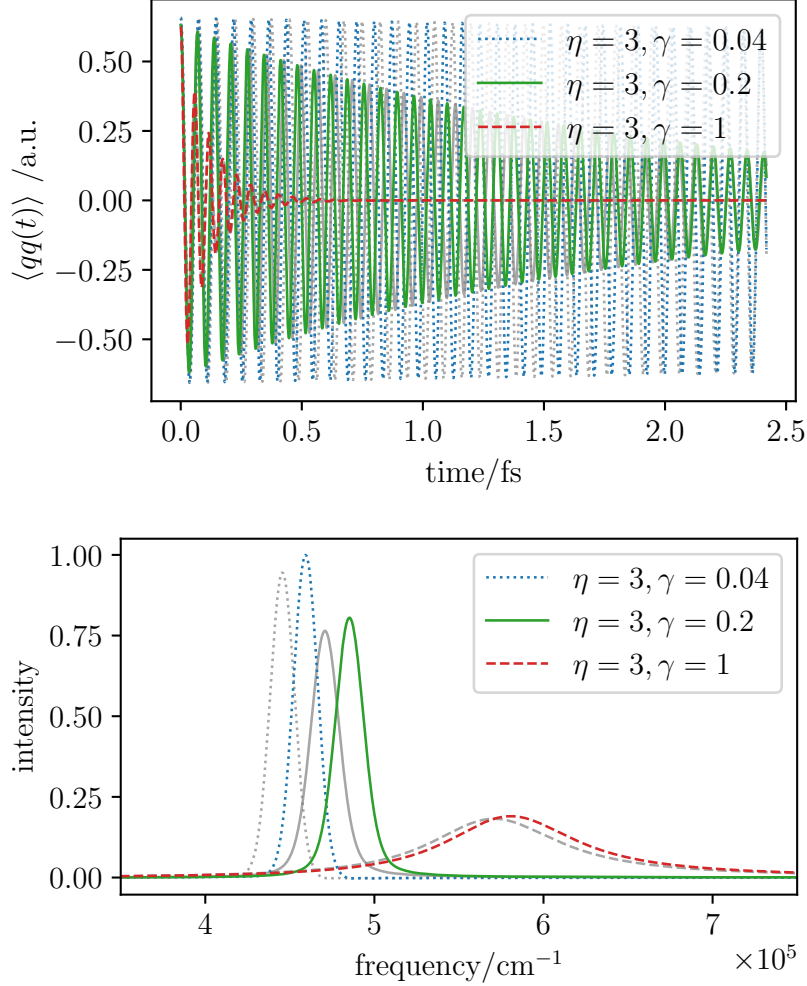 0.50
0.25
0.00
−0.25
−0.50
⟨qq(t)⟩ /a.u.
η = 3, γ = 0.04
η = 3, γ = 0.2
η = 3, γ = 1
0.0 0.5 1.0 1.5 2.0 2.5
time/fs
1.00
0.75
0.50
0.25
0.00
intensity
η = 3, γ = 0.04
η = 3, γ = 0.2
η = 3, γ = 1
4 5 6 7
×10⁵
frequency/cm⁻¹